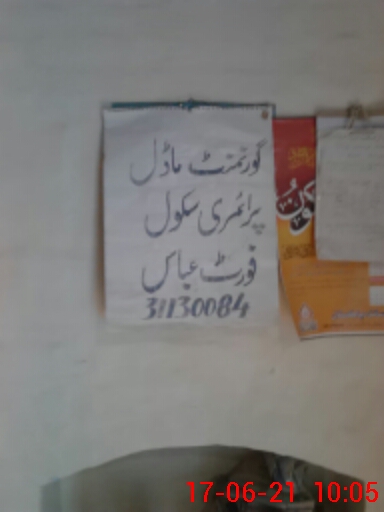 گورنمنٹ ماڈل
پرائمری سکول
فورٹ عباس
31130084
17-06-21 10:05